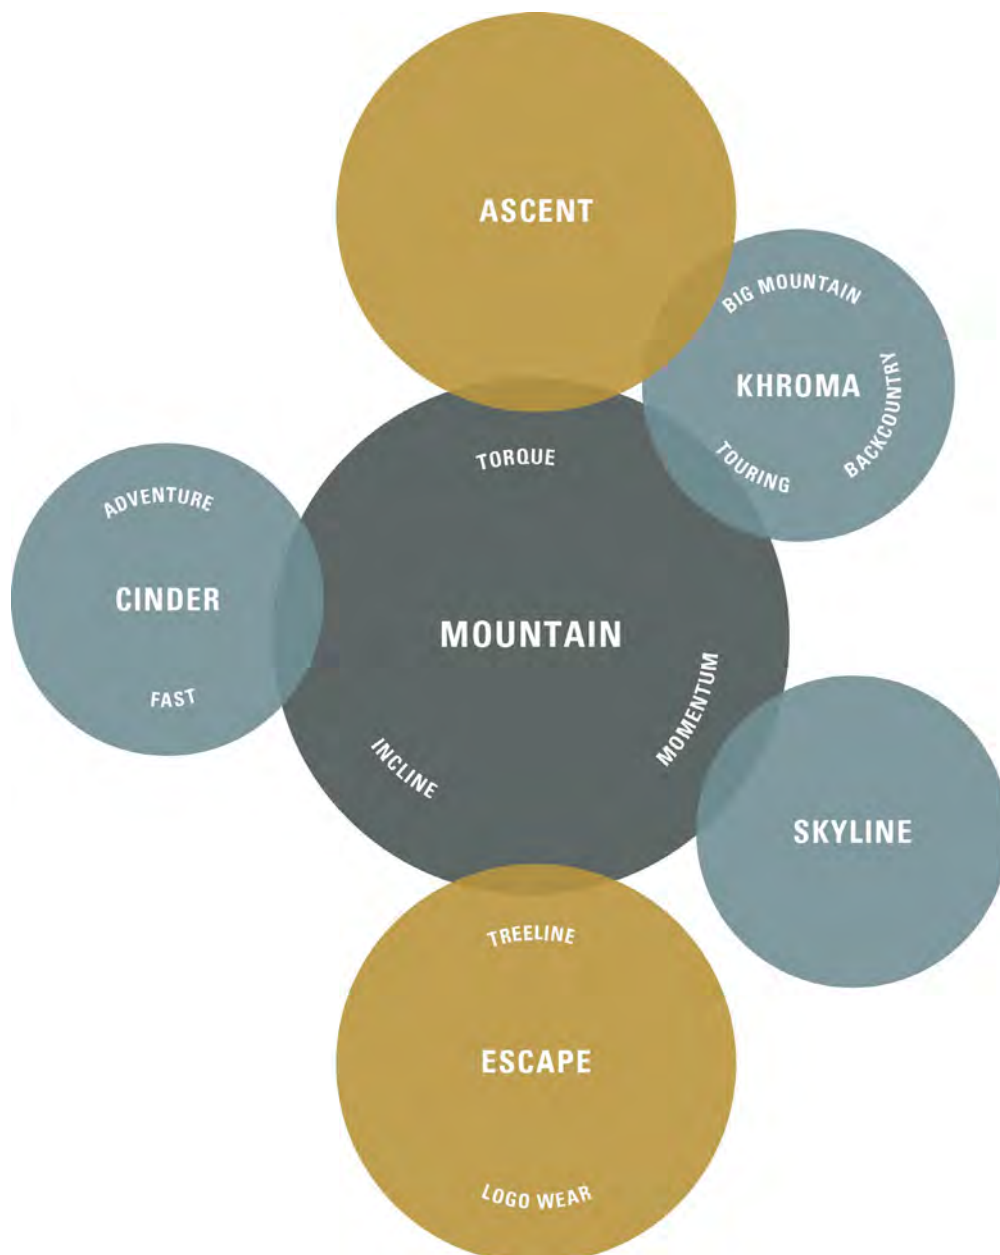 ASCENT
BIG MOUNTAIN
KHROMA
BACKCOUNTRY
TOURING
TORQUE
ADVENTURE
CINDER
FAST
MOUNTAIN
MOMENTUM
INCLINE
SKYLINE
TREELINE
ESCAPE
LOGO WEAR